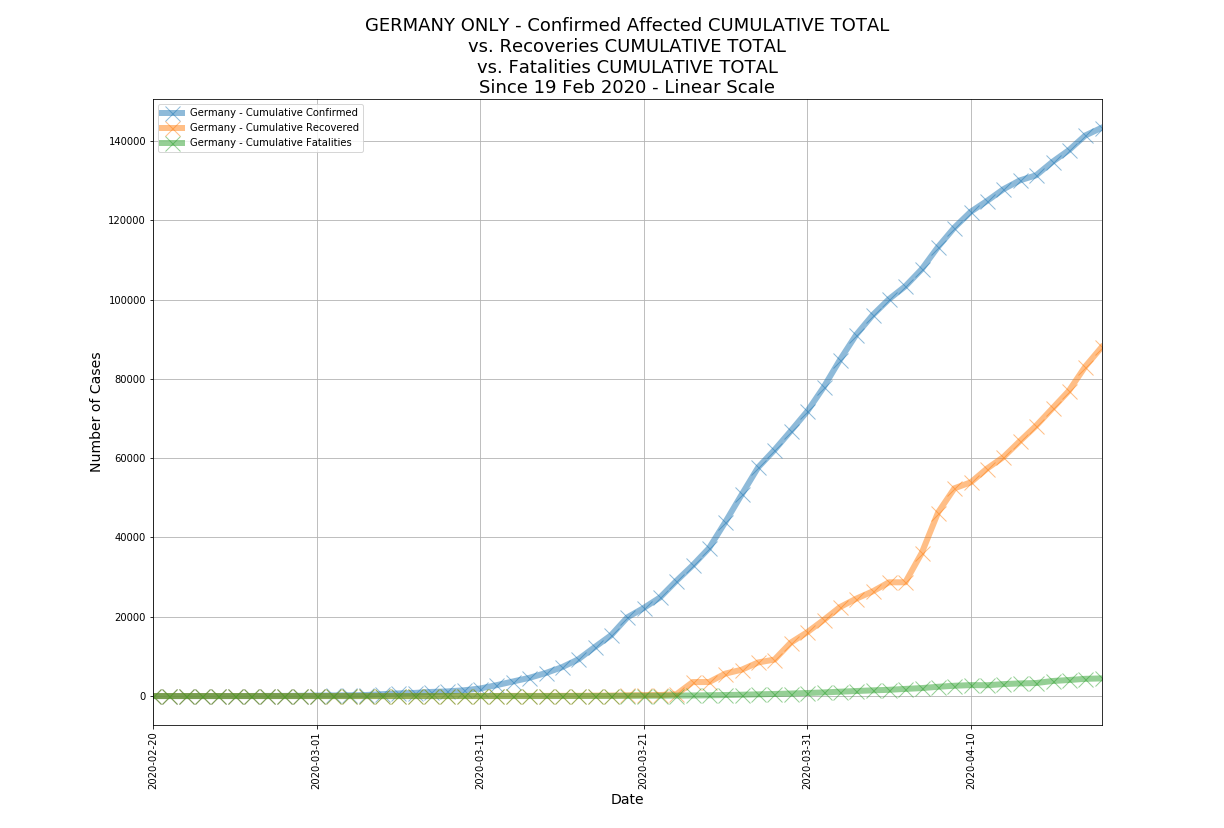 GERMANY ONLY - Confirmed Affected CUMULATIVE TOTAL
vs. Recoveries CUMULATIVE TOTAL
vs. Fatalities CUMULATIVE TOTAL
Since 19 Feb 2020 - Linear Scale
Germany - Cumulative Confirmed
Germany - Cumulative Recovered
Germany - Cumulative Fatalities
Number of Cases
140000
120000
100000
80000
60000
40000
20000
0
2020-02-20
2020-03-01
2020-03-11
2020-03-21
2020-03-31
2020-04-10
Date